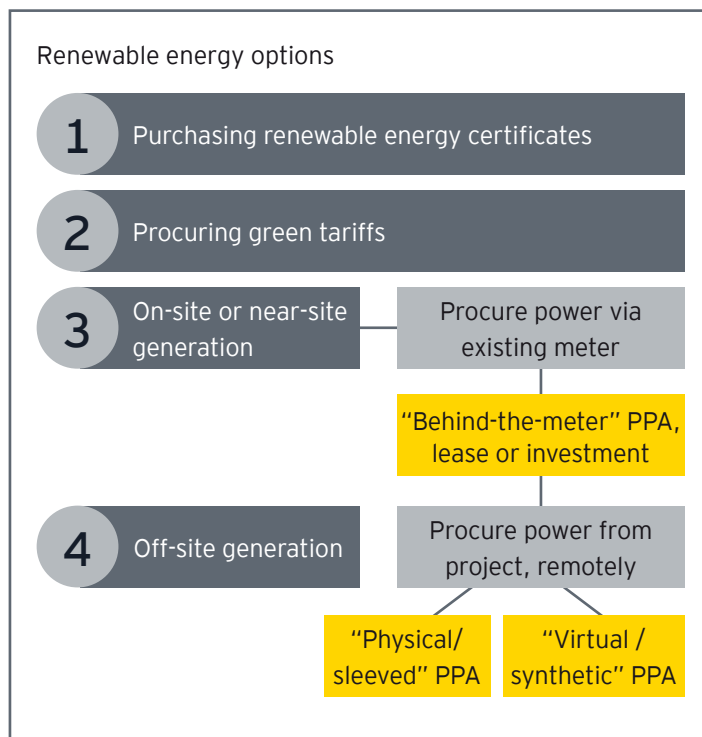 Renewable energy options
1
Purchasing renewable energy certificates
2
Procuring green tariffs
3
On-site or near-site
generation
Procure power via
existing meter
“Behind-the-meter” PPA,
lease or investment
4
Off-site generation
Procure power from
project, remotely
“Physical/
sleeved” PPA
“Virtual /
synthetic” PPA